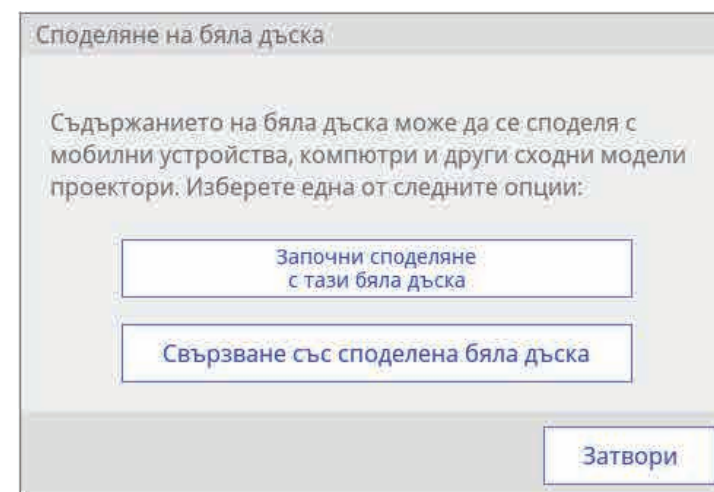 Споделяне на бяла дъска
Съдържанието на бяла дъска може да се споделя с
мобилни устройства, компютри и други сходни модели
проектори. Изберете една от следните опции:
Започни споделяне
с тази бяла дъска
Свързване със споделена бяла дъска
Затвори